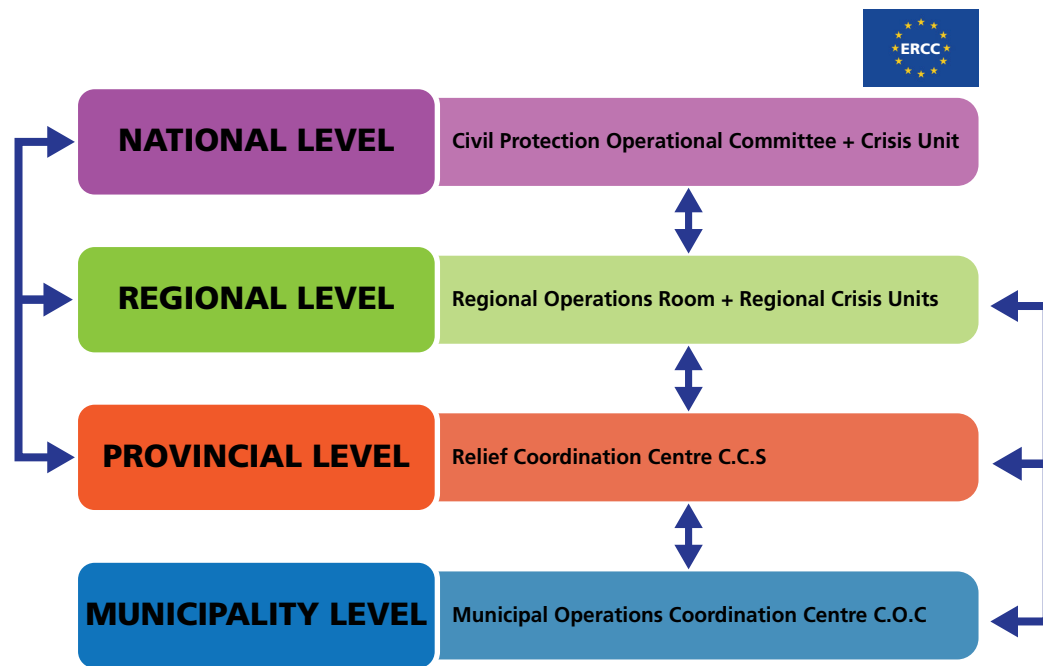 ERCC
NATIONAL LEVEL
Civil Protection Operational Committee + Crisis Unit
REGIONAL LEVEL
Regional Operations Room + Regional Crisis Units
PROVINCIAL LEVEL
Relief Coordination Centre C.C.S
MUNICIPALITY LEVEL
Municipal Operations Coordination Centre C.O.C